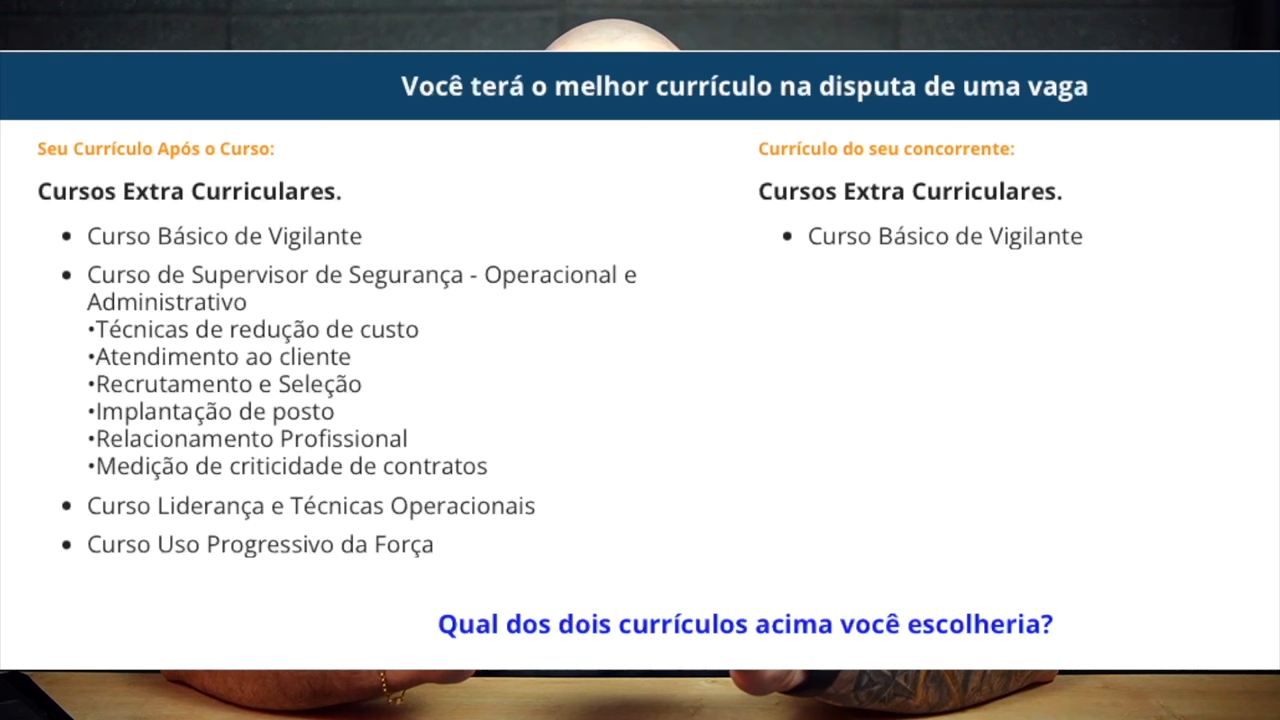 Você terá o melhor currículo na disputa de uma vaga
Seu Currículo Após o Curso:
Cursos Extra Curriculares.
• Curso Básico de Vigilante
• Curso de Supervisor de Segurança - Operacional e
Administrativo
•Técnicas de redução de custo
•Atendimento ao cliente
•Recrutamento e Seleção
•Implantação de posto
•Relacionamento Profissional
•Medição de criticidade de contratos
• Curso Liderança e Técnicas Operacionais
• Curso Uso Progressivo da Força
Currículo do seu concorrente:
Cursos Extra Curriculares.
• Curso Básico de Vigilante
Qual dos dois currículos acima você escolheria?